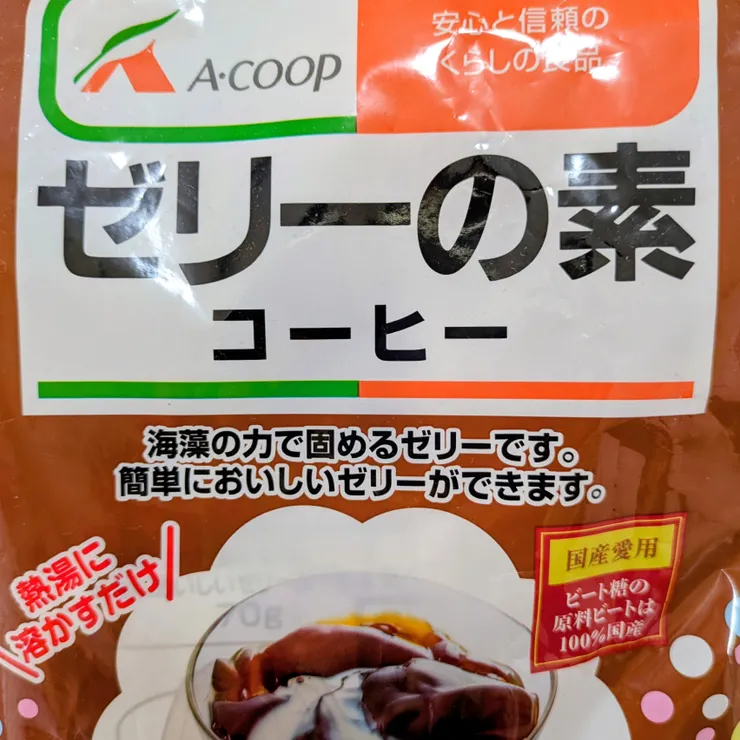 A·COOP
安心と信頼の
くらしの良品
ゼリーの素
コーヒー
海藻の力で固めるゼリーです。
簡単においしいゼリーができます。
熱湯に
溶かすだけ
国産愛用
ビート糖の
原料ビートは
100%国産
70g